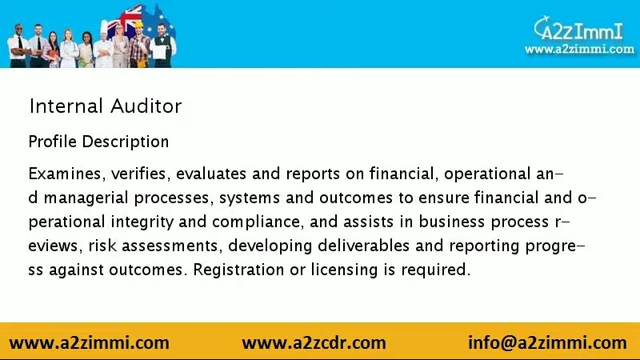 A2ZImmI
www.a2zimmi.com
Internal Auditor
Profile Description
Examines, verifies, evaluates and reports on financial, operational an–
d managerial processes, systems and outcomes to ensure financial and o–
perational integrity and compliance, and assists in business process r–
eviews, risk assessments, developing deliverables and reporting progre–
ss against outcomes. Registration or licensing is required.
www.a2zimmi.com www.a2zcdr.com info@a2zimmi.com